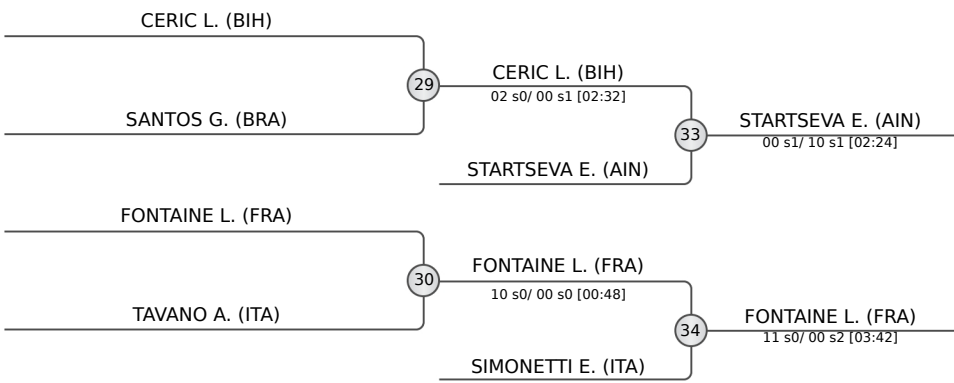 CERIC L. (BIH)
29
CERIC L. (BIH)
02 s0/ 00 s1 [02:32]
SANTOS G. (BRA)
33
STARTSEVA E. (AIN)
00 s1/ 10 s1 [02:24]
STARTSEVA E. (AIN)
FONTAINE L. (FRA)
30
FONTAINE L. (FRA)
10 s0/ 00 s0 [00:48]
TAVANO A. (ITA)
34
FONTAINE L. (FRA)
11 s0/ 00 s2 [03:42]
SIMONETTI E. (ITA)